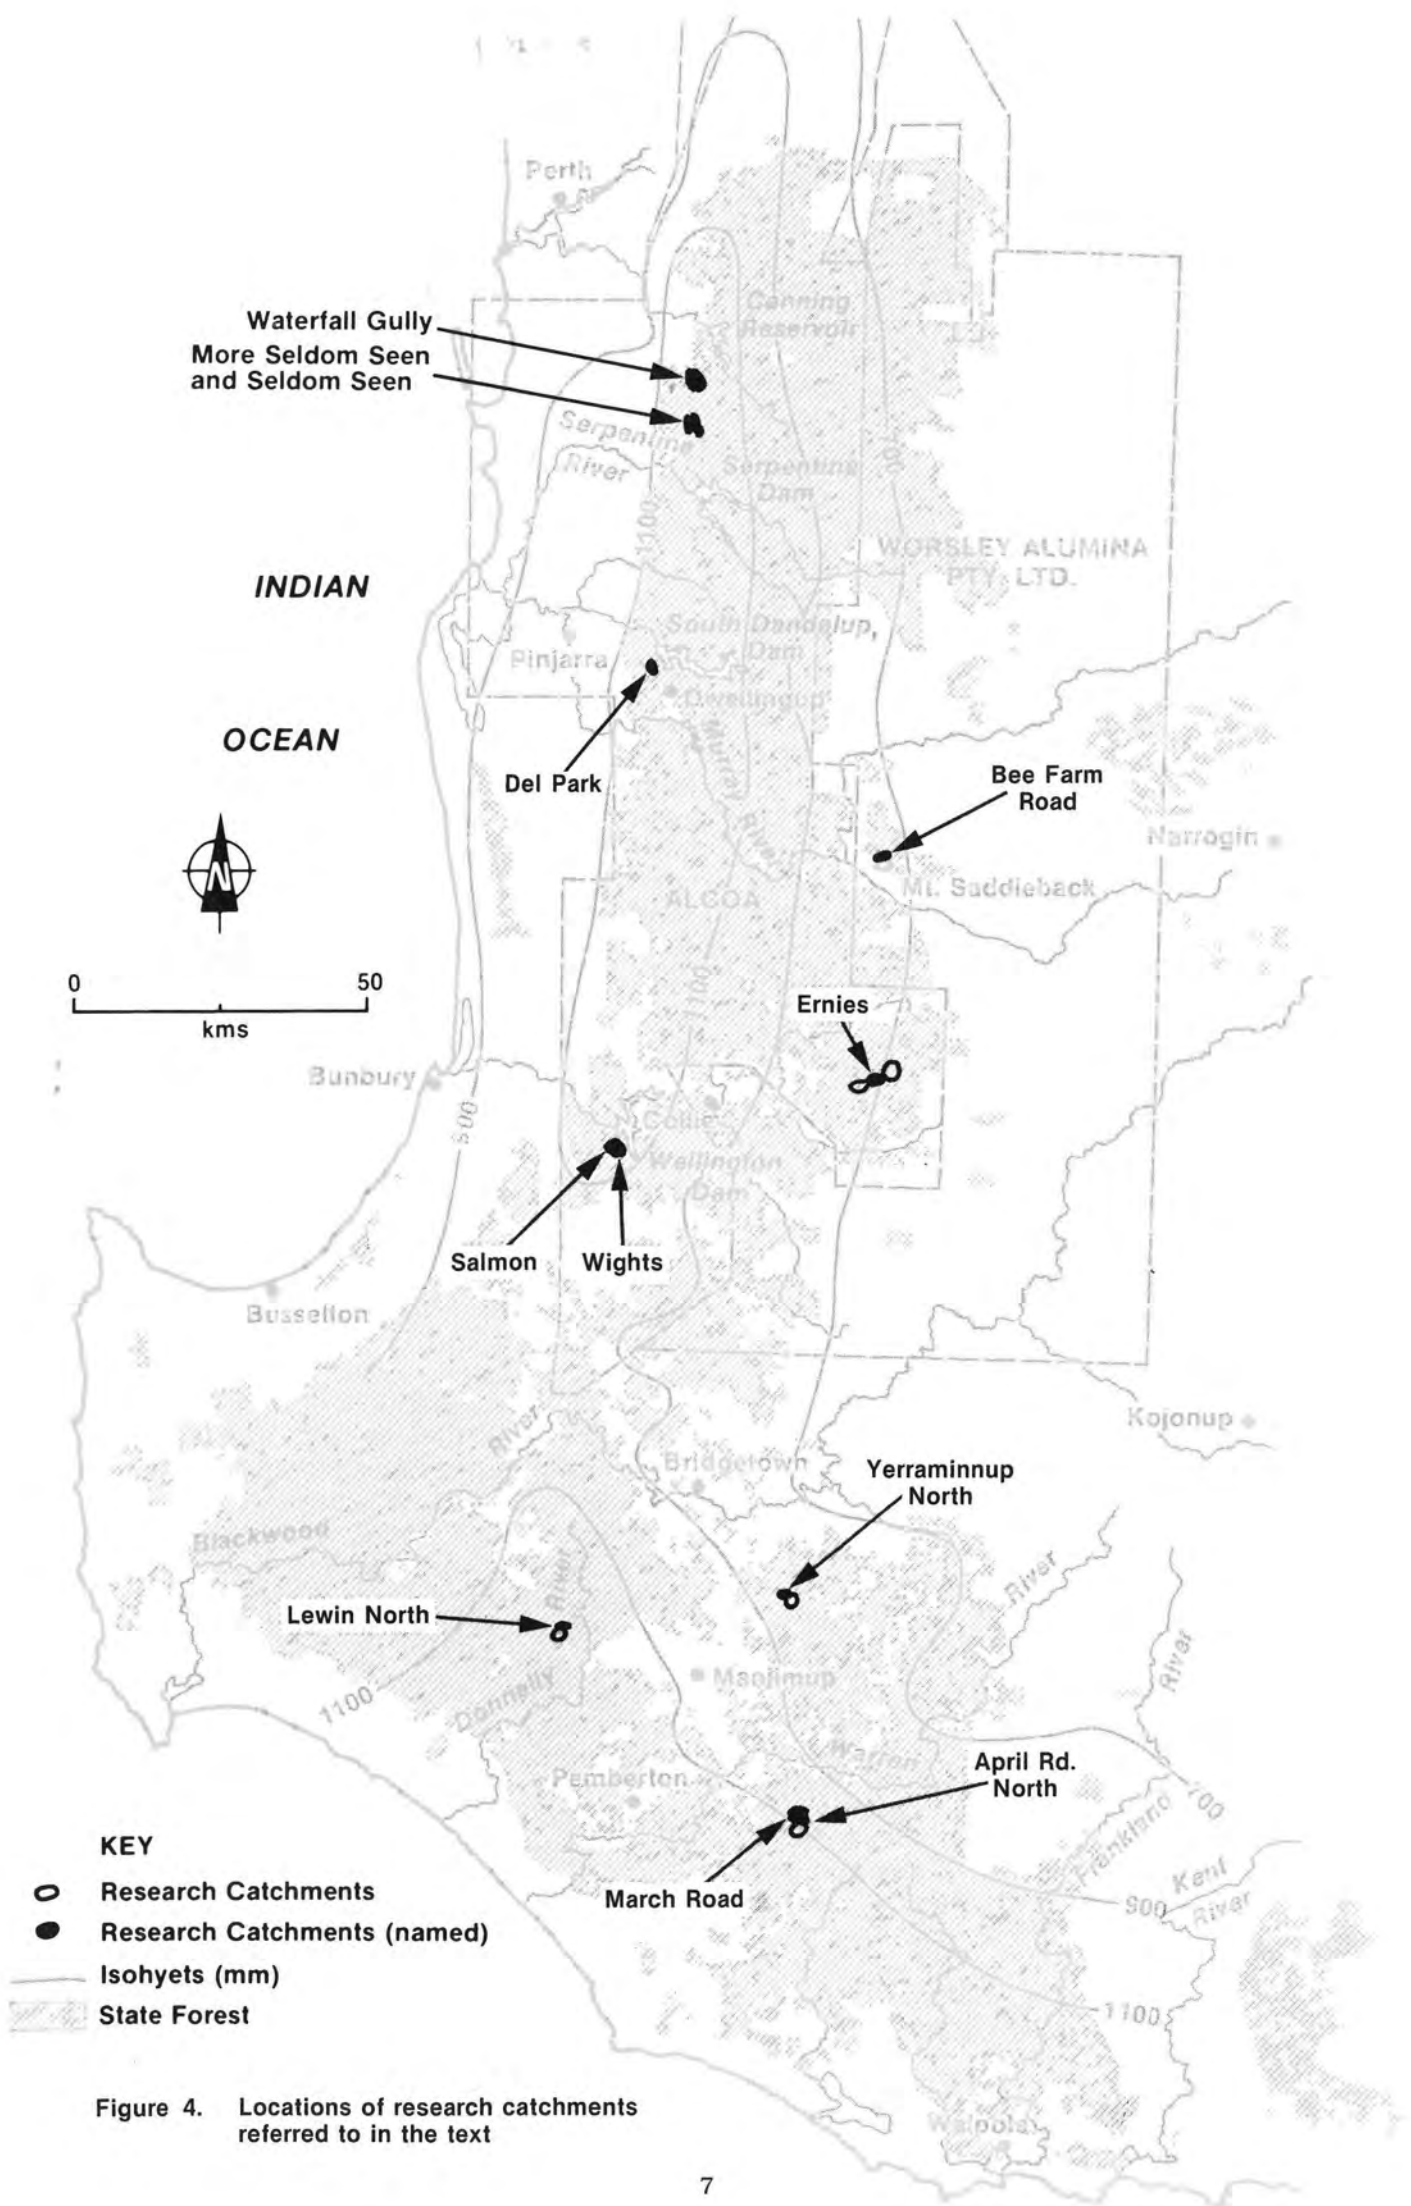 Perth
Canning
Reservoir
Waterfall Gully
More Seldom Seen
and Seldom Seen
Serpentine
River
Serpentine
Dam
1100
WORSLEY ALUMINA
PTY. LTD.
INDIAN
South Dandalup,
Dam
Pinjarra
Dwellingup
OCEAN
Murray
River
Del Park
Bee Farm
Road
Narrogin
Mt. Saddleback
ALCOA
N
0 50
kms
1100
Ernies
Bunbury
Collie
Wellington
Dam
Salmon
Wights
Busselton
Kojonup
River
Bridgetown
Yerraminnup
North
Blackwood
River
River
Lewin North
River
Manjimup
Donnelly
1100
Warren
April Rd.
North
Pemberton
700
Frankland
Kent
River
900
March Road
1100
Walpole
KEY
Research Catchments
Research Catchments (named)
Isohyets (mm)
State Forest
Figure 4. Locations of research catchments
referred to in the text
7